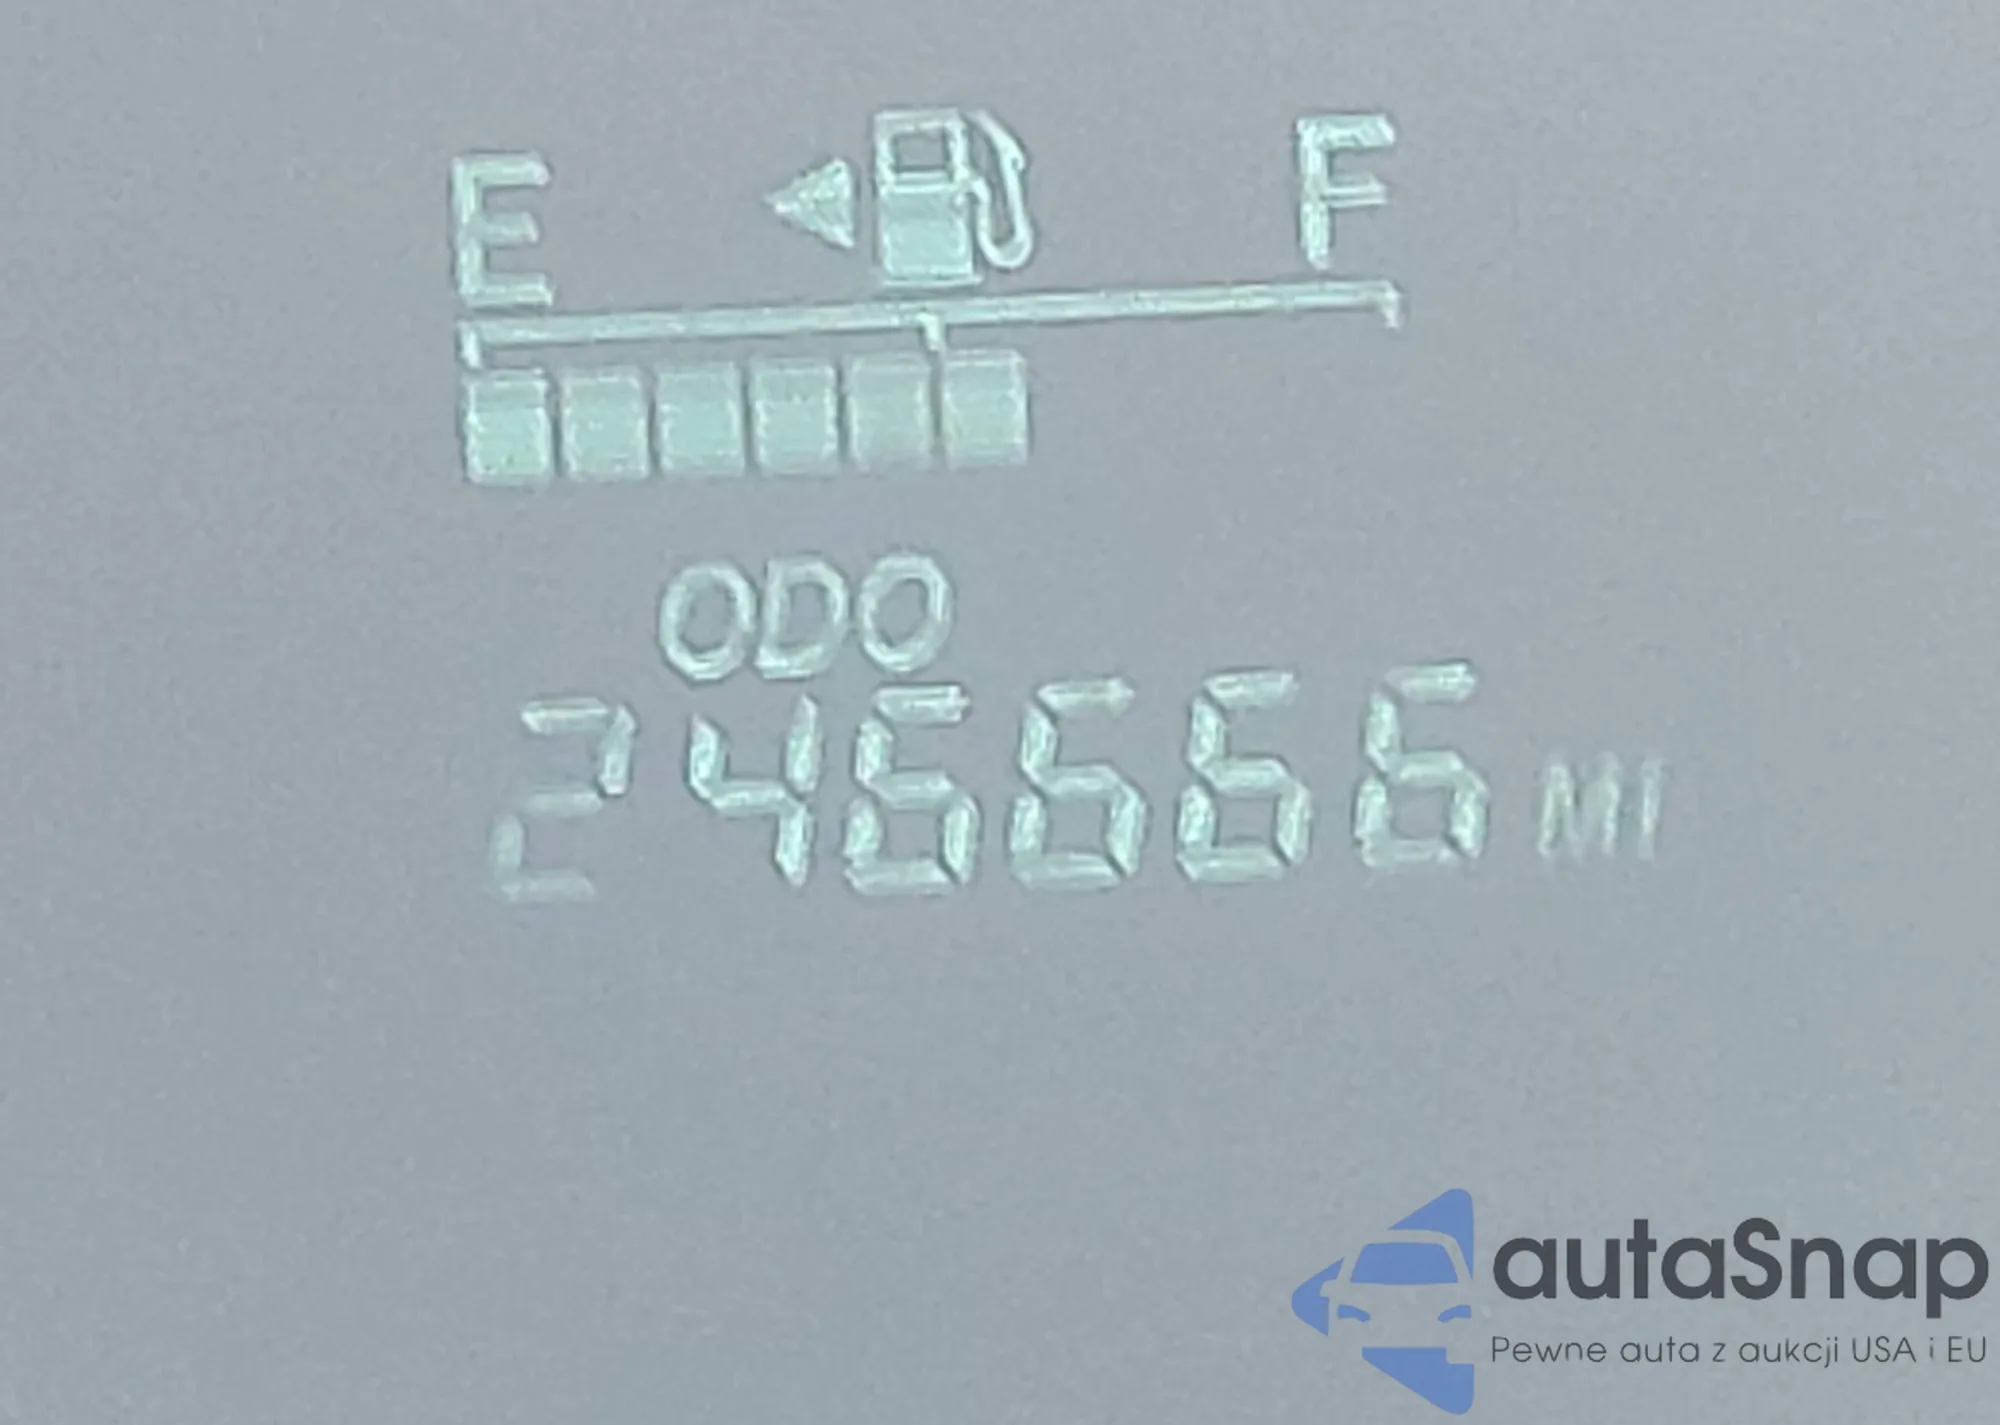 E F
ODO
246666 MI
autaSnap
Pewne auta z aukcji USA i EU